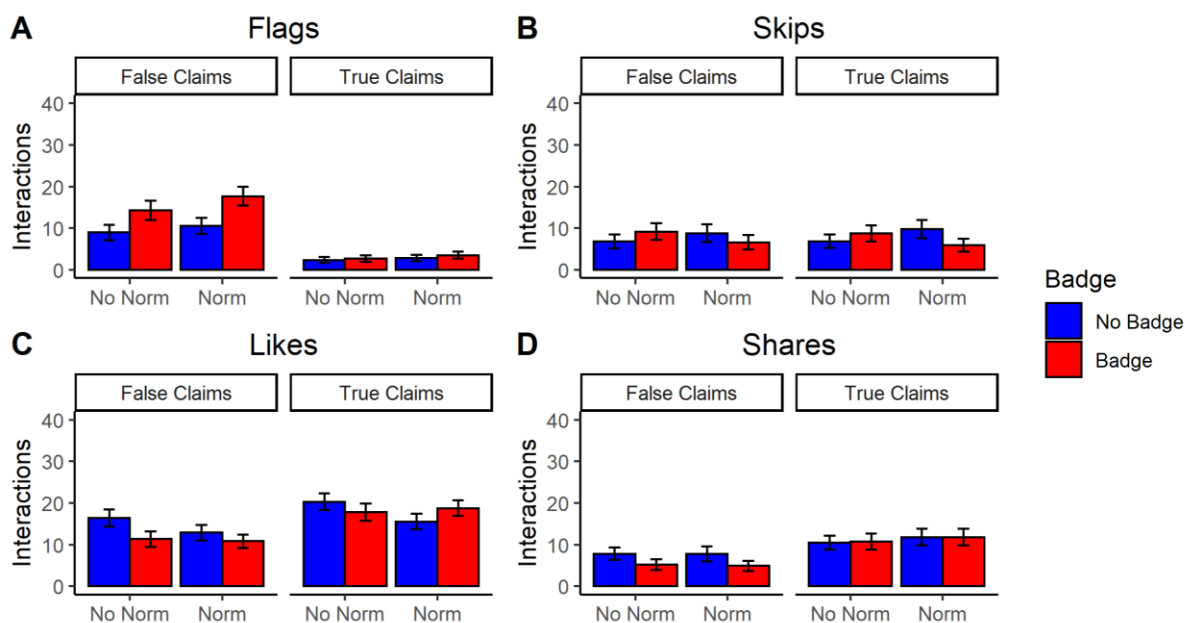 A Flags
False Claims True Claims
Interactions
40
30
20
10
0
No Norm Norm No Norm Norm
B Skips
False Claims True Claims
Interactions
40
30
20
10
0
No Norm Norm No Norm Norm
C Likes
False Claims True Claims
Interactions
40
30
20
10
0
No Norm Norm No Norm Norm
D Shares
False Claims True Claims
Interactions
40
30
20
10
0
No Norm Norm No Norm Norm
Badge
No Badge
Badge